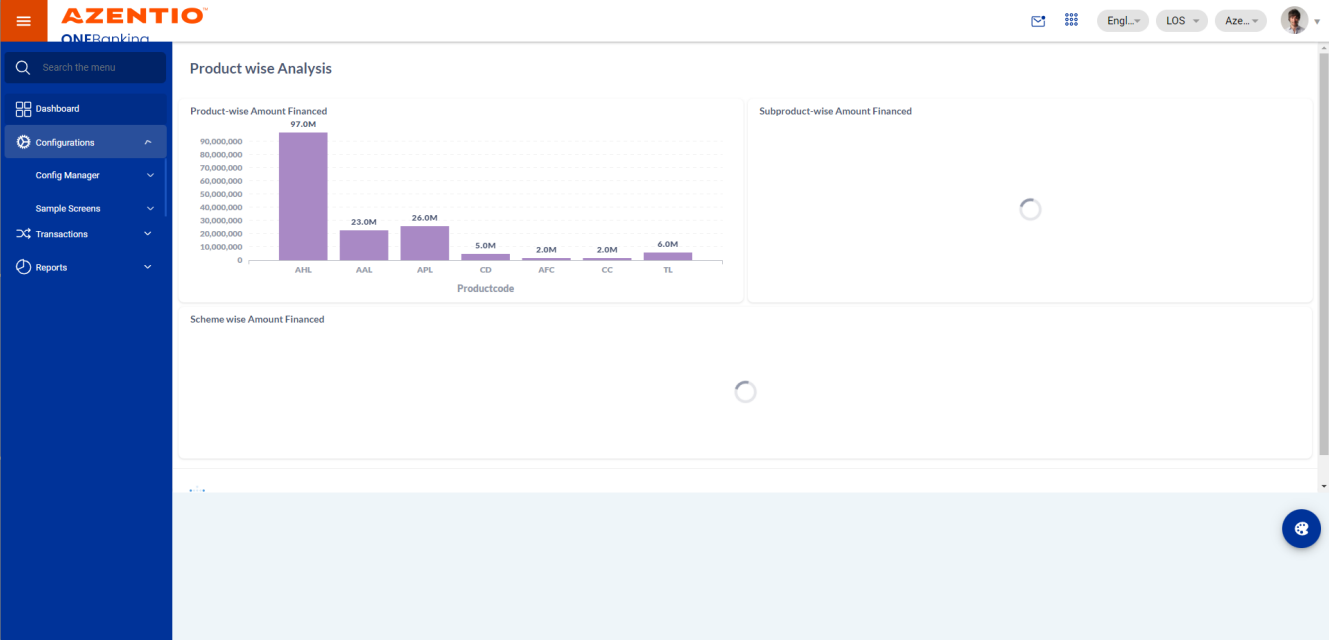 AZENTIO™
ONEBanking
Engl...
LOS
Aze...
Search the menu
Dashboard
Configurations
Config Manager
Sample Screens
Transactions
Reports
Product wise Analysis
Product-wise Amount Financed
97.0M
90,000,000
80,000,000
70,000,000
60,000,000
50,000,000
40,000,000
30,000,000
20,000,000
10,000,000
0
23.0M
26.0M
5.0M
2.0M
2.0M
6.0M
AHL
AAL
APL
CD
AFC
CC
TL
Productcode
Subproduct-wise Amount Financed
Scheme wise Amount Financed